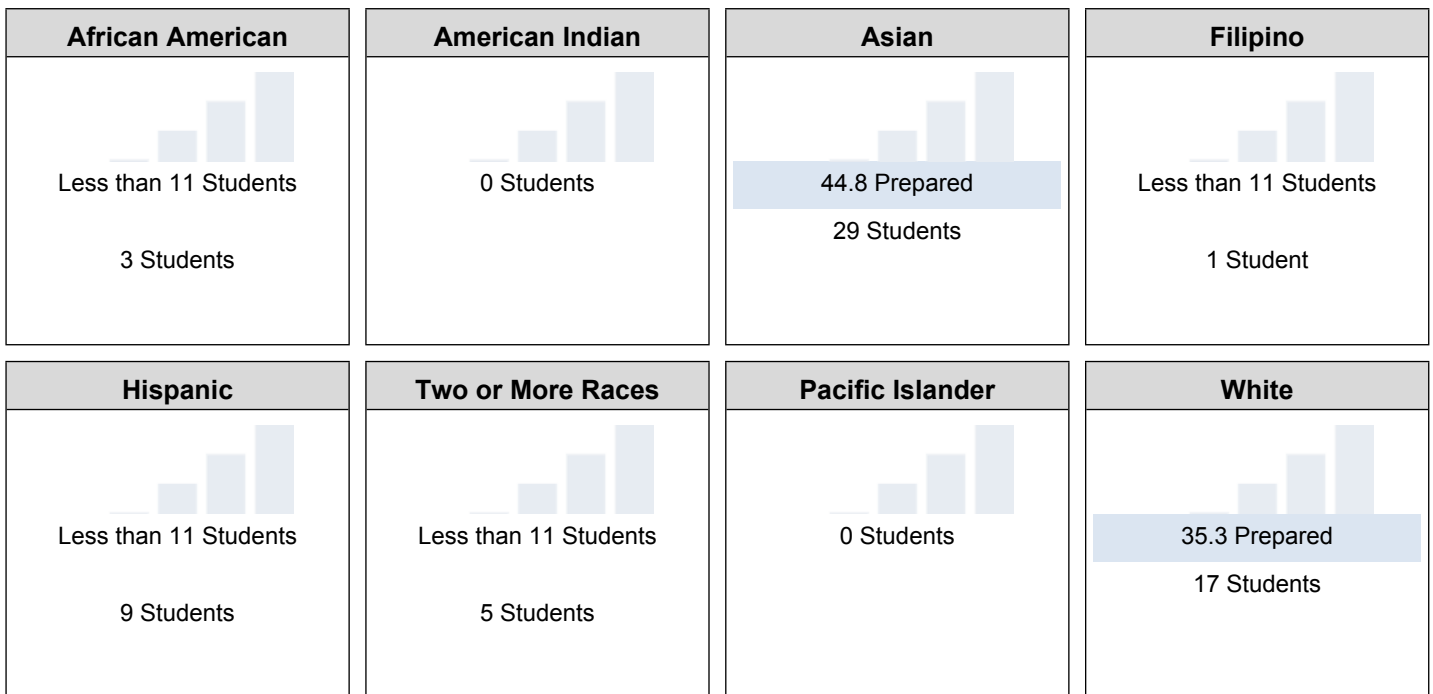 African American
Less than 11 Students
3 Students
American Indian
0 Students
Asian
44.8 Prepared
29 Students
Filipino
Less than 11 Students
1 Student
Hispanic
Less than 11 Students
9 Students
Two or More Races
Less than 11 Students
5 Students
Pacific Islander
0 Students
White
35.3 Prepared
17 Students